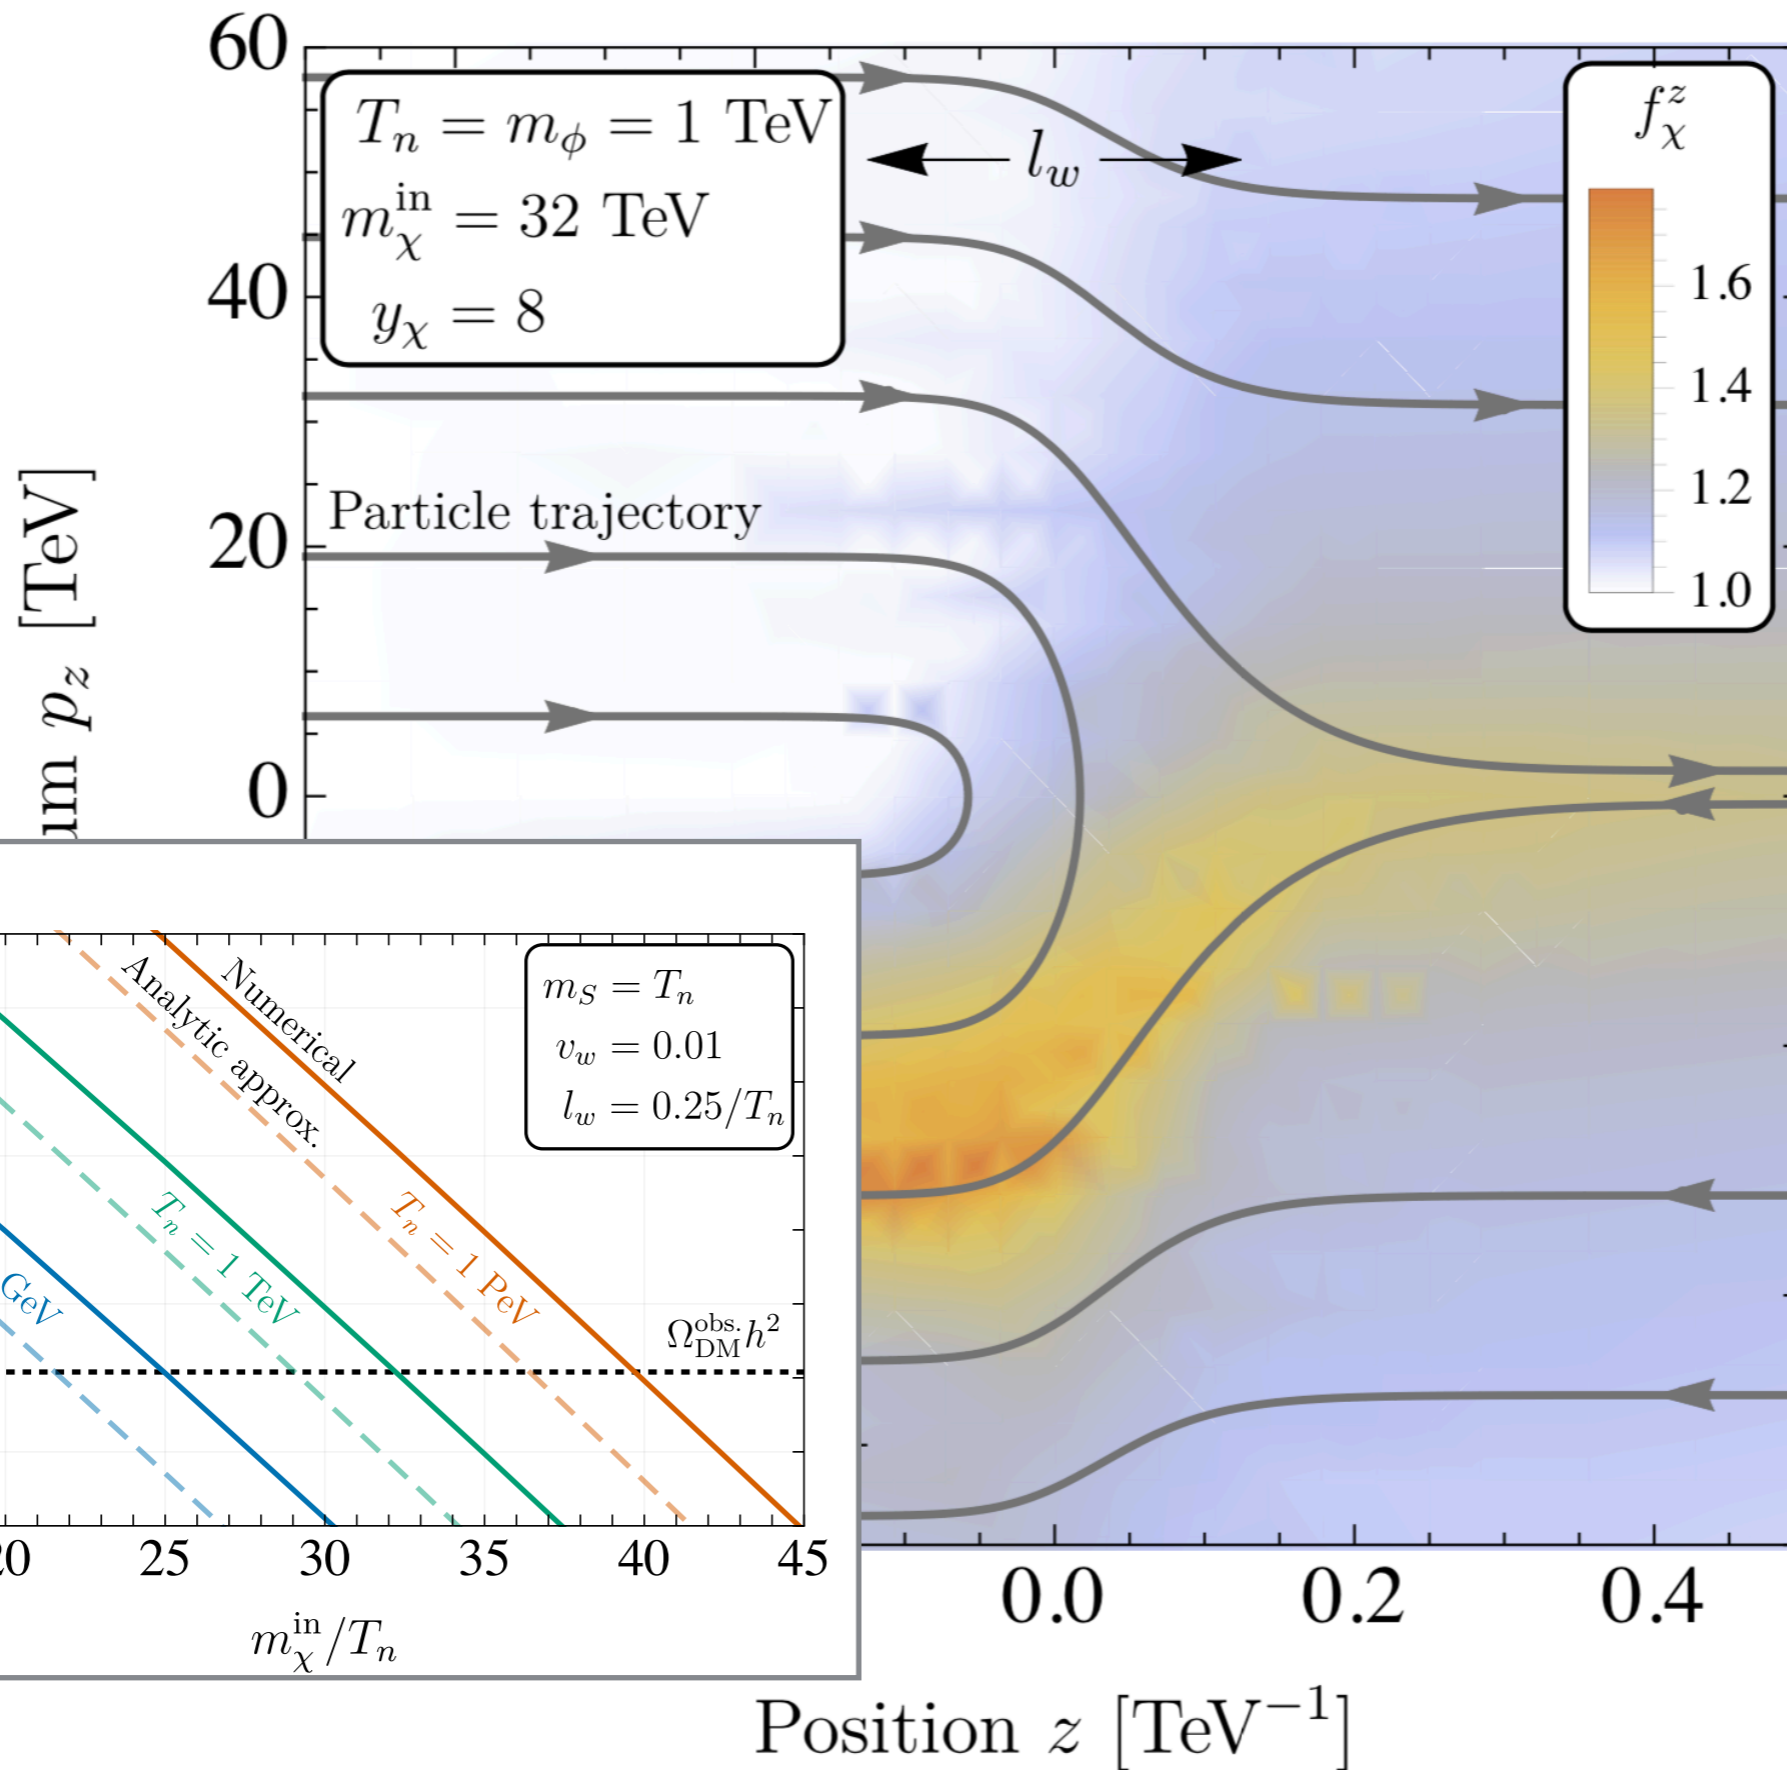 60
40
20
0
um p_z [TeV]
T_n = m_ϕ = 1 TeV
m_χ^in = 32 TeV
y_χ = 8
l_w
f_χ^z
1.6
1.4
1.2
1.0
Particle trajectory
Numerical
Analytic approx.
T_n = 1 PeV
T_n = 1 TeV
GeV
m_S = T_n
v_w = 0.01
l_w = 0.25/T_n
Ω_DM^obs. h^2
20 25 30 35 40 45
m_χ^in/T_n
0.0 0.2 0.4
Position z [TeV^−1]